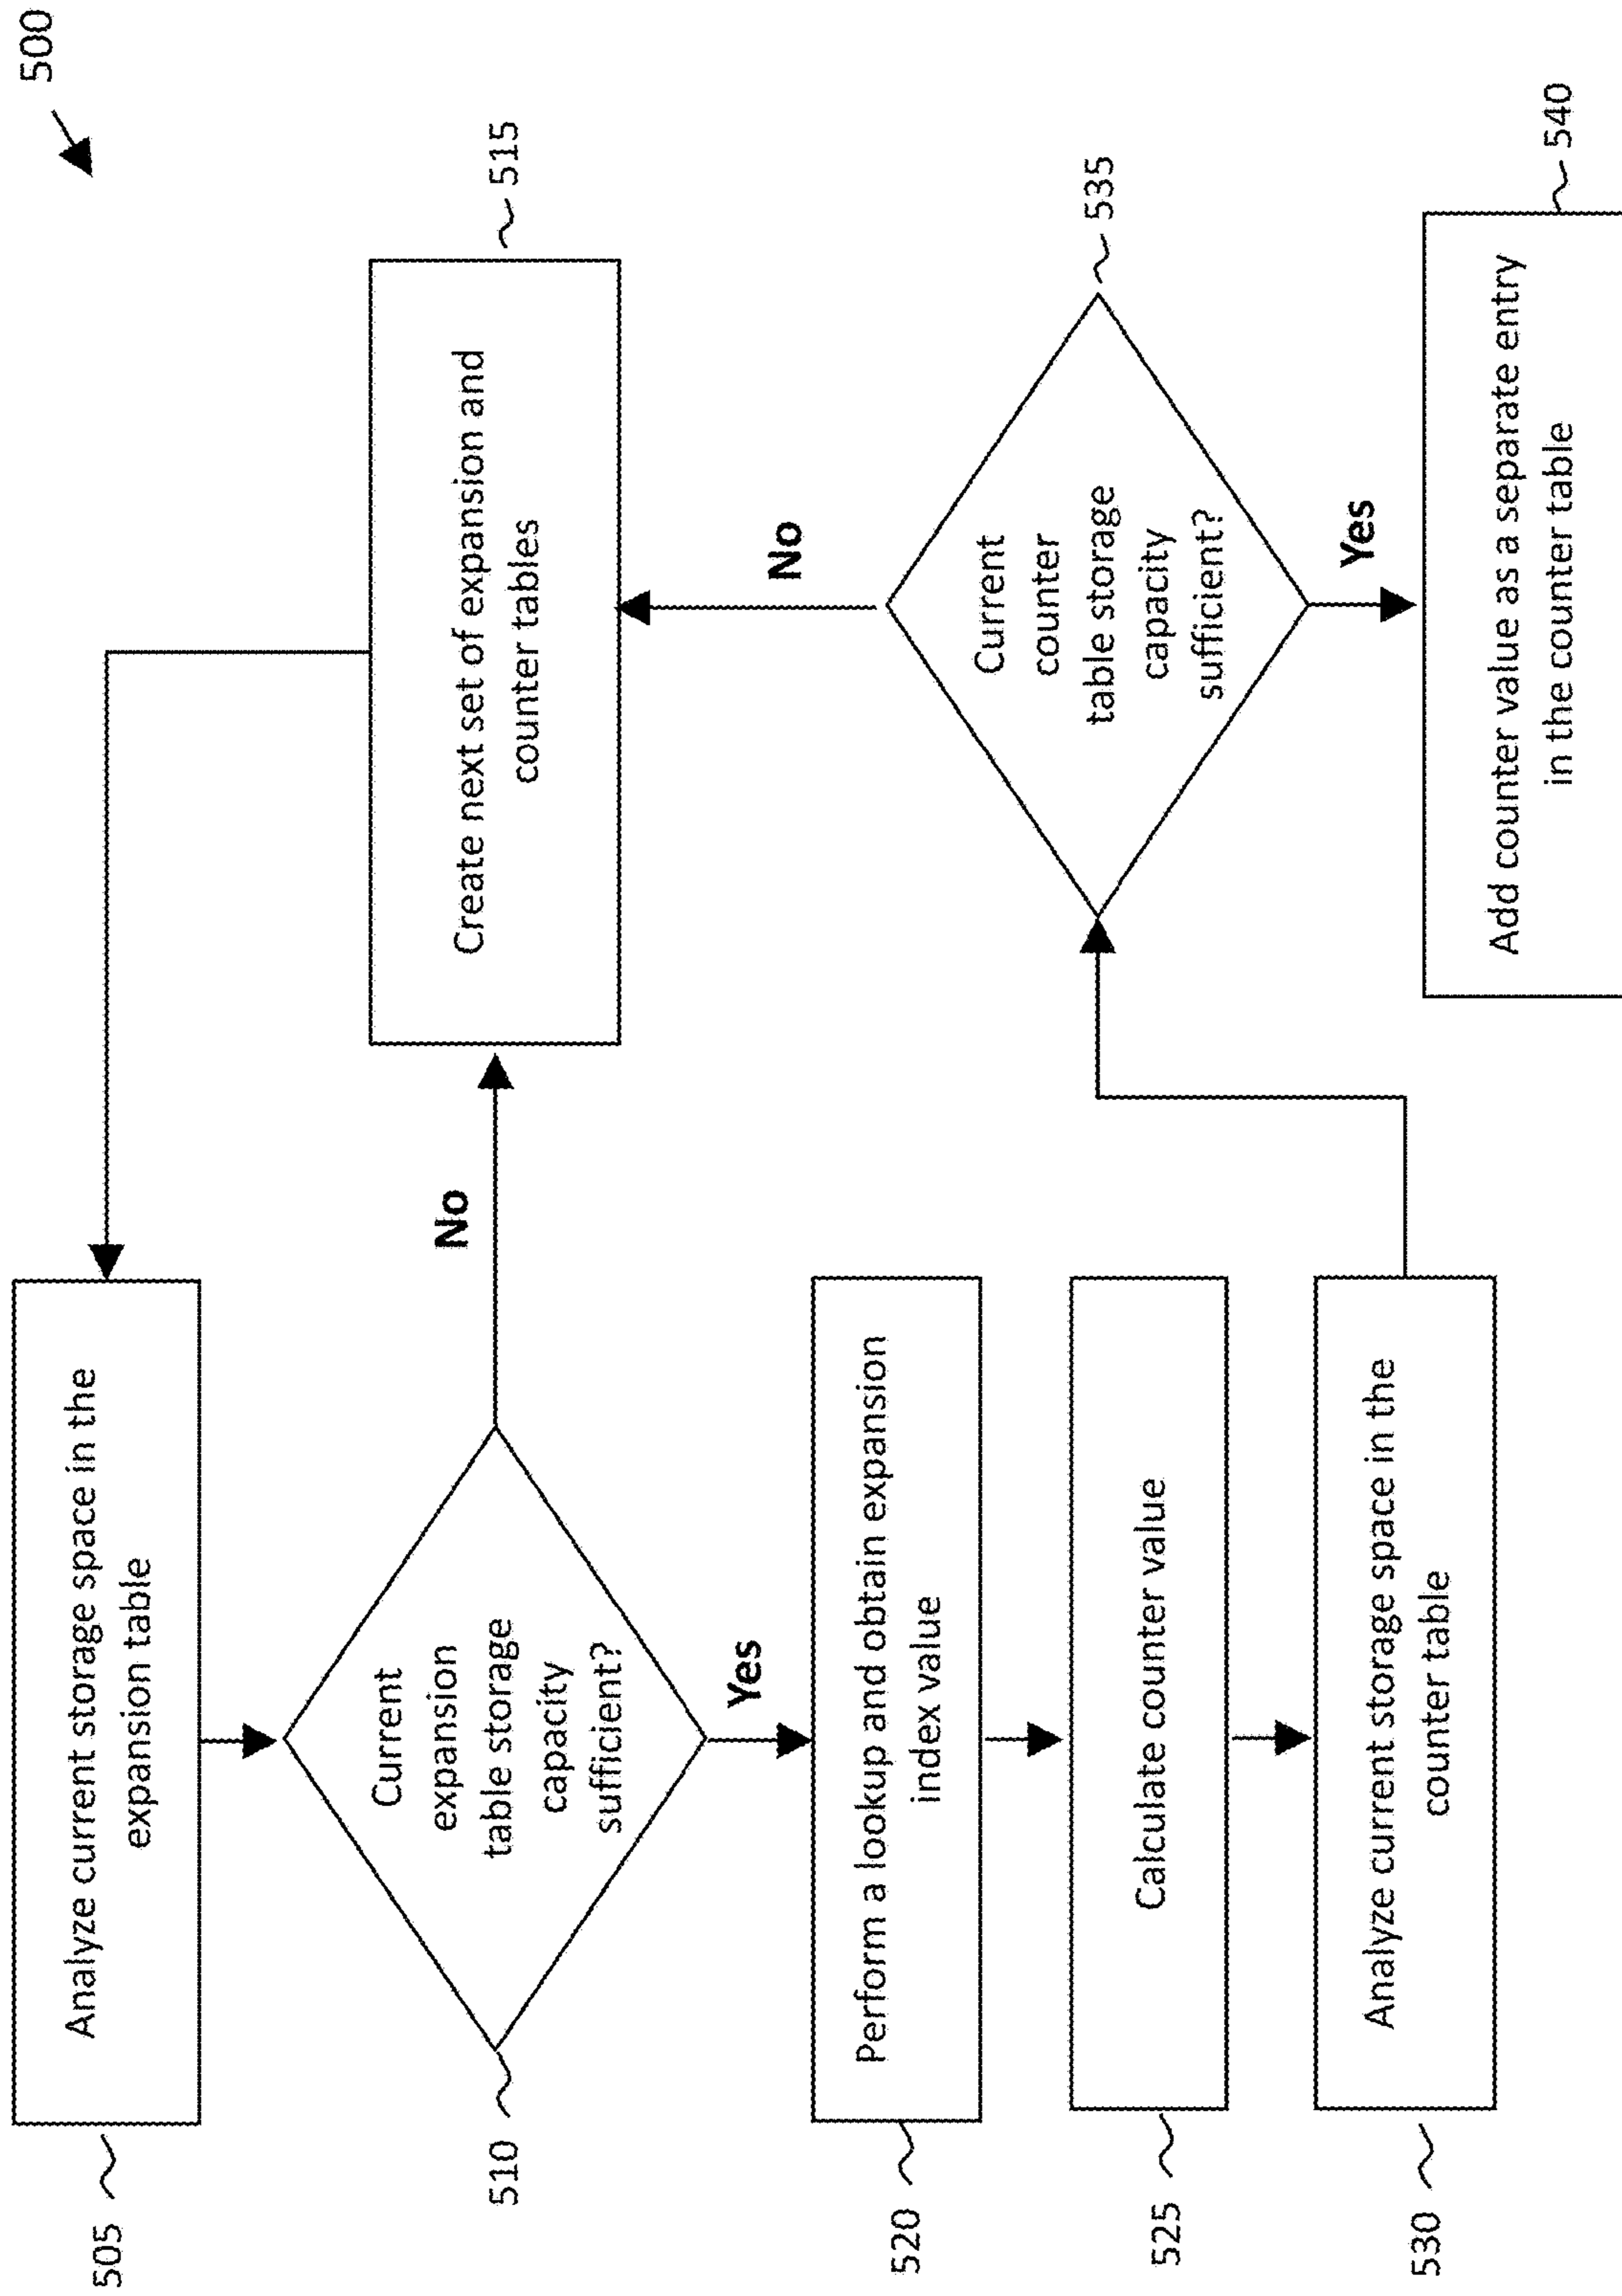 500
505
Analyze current storage space in the
expansion table
510
Current
expansion
table storage
capacity
sufficient?
No
Create next set of expansion and
counter tables
515
Yes
520
Perform a lookup and obtain expansion
index value
525
Calculate counter value
530
Analyze current storage space in the
counter table
No
Current
counter
table storage
capacity
sufficient?
535
Yes
Add counter value as a separate entry
in the counter table
540